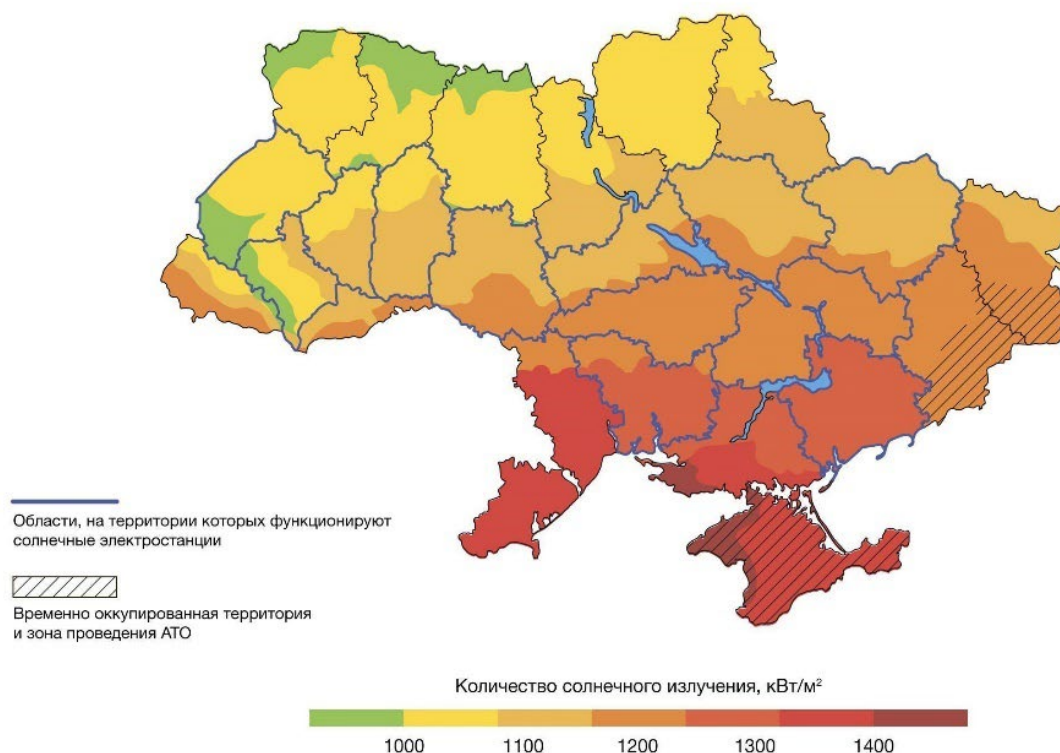 Области, на территории которых функционируют
солнечные электростанции
Временно оккупированная территория
и зона проведения АТО
Количество солнечного излучения, кВт/м²
1000 1100 1200 1300 1400